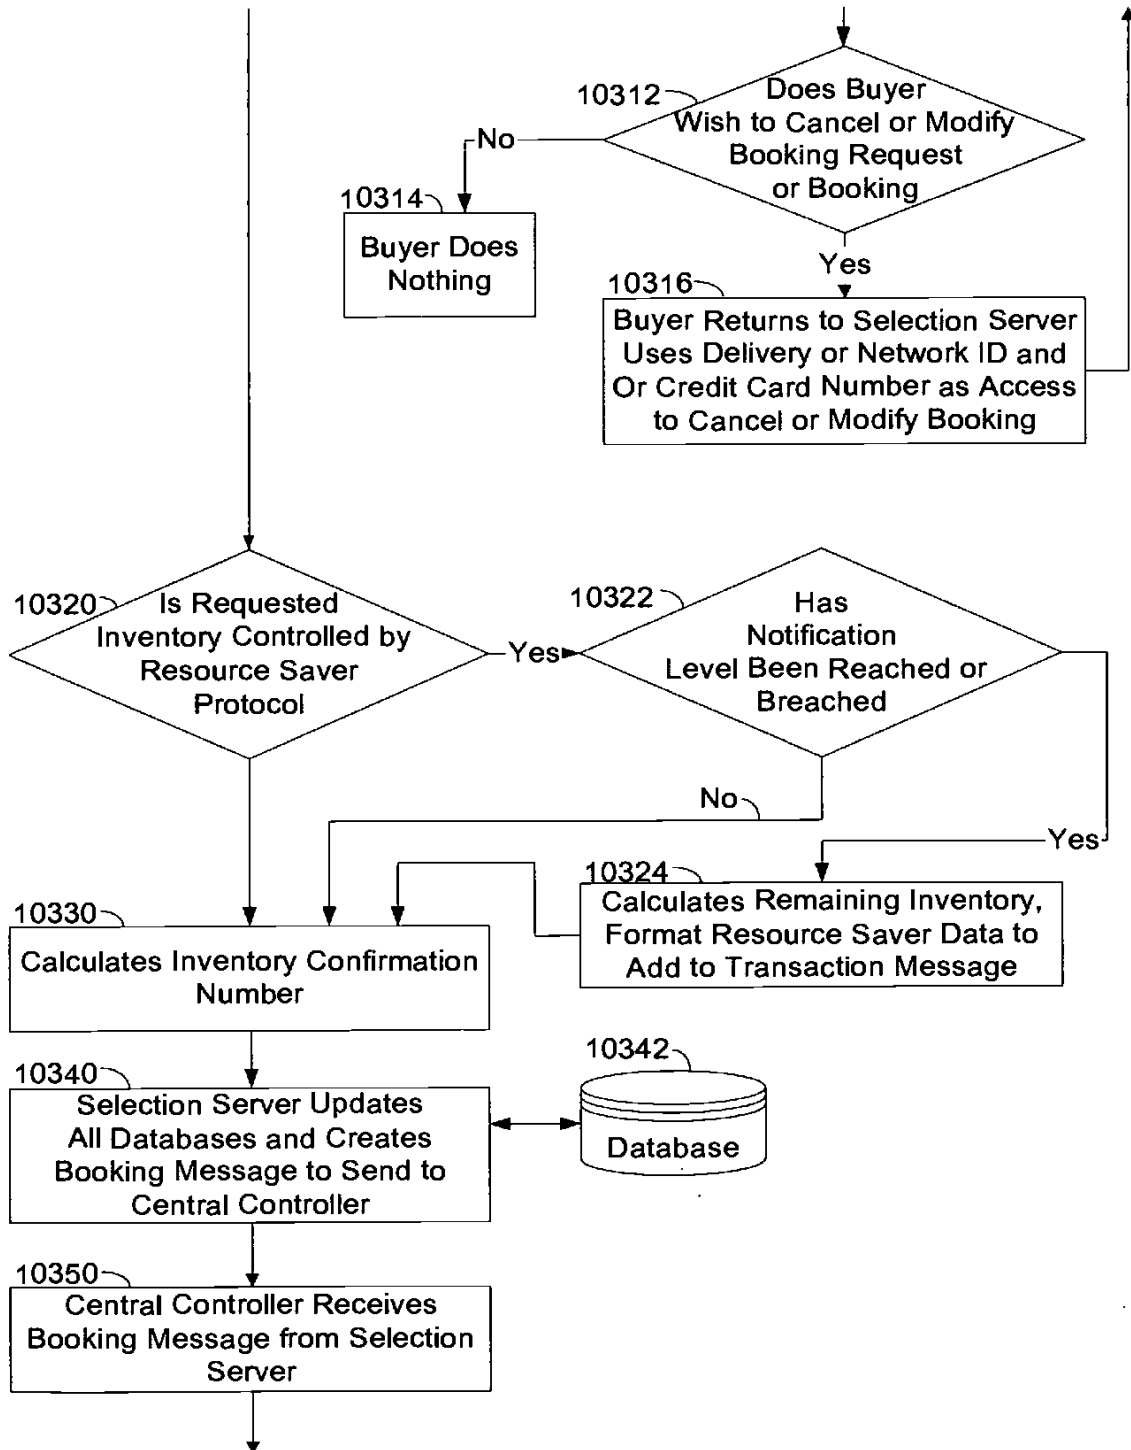 10312
Does Buyer
Wish to Cancel or Modify
Booking Request
or Booking
No
10314
Buyer Does
Nothing
Yes
10316
Buyer Returns to Selection Server
Uses Delivery or Network ID and
Or Credit Card Number as Access
to Cancel or Modify Booking
10320
Is Requested
Inventory Controlled by
Resource Saver
Protocol
Yes
10322
Has
Notification
Level Been Reached or
Breached
No
Yes
10324
Calculates Remaining Inventory,
Format Resource Saver Data to
Add to Transaction Message
10330
Calculates Inventory Confirmation
Number
10340
Selection Server Updates
All Databases and Creates
Booking Message to Send to
Central Controller
10342
Database
10350
Central Controller Receives
Booking Message from Selection
Server